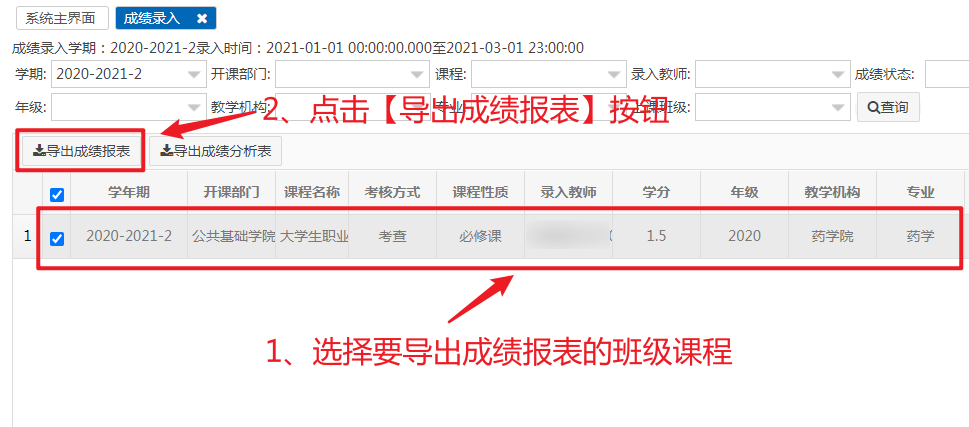 系统主界面 成绩录入 ✖
成绩录入学期：2020-2021-2录入时间：2021-01-01 00:00:00.000至2021-03-01 23:00:00
学期: 2020-2021-2 开课部门: 课程: 录入教师: 成绩状态:
年级: 教学机构: 专业 上课班级: 查询
2、点击【导出成绩报表】按钮
导出成绩报表 导出成绩分析表
学年期 开课部门 课程名称 考核方式 课程性质 录入教师 学分 年级 教学机构 专业
1 2020-2021-2 公共基础学院 大学生职业 考查 必修课 1.5 2020 药学院 药学
1、选择要导出成绩报表的班级课程